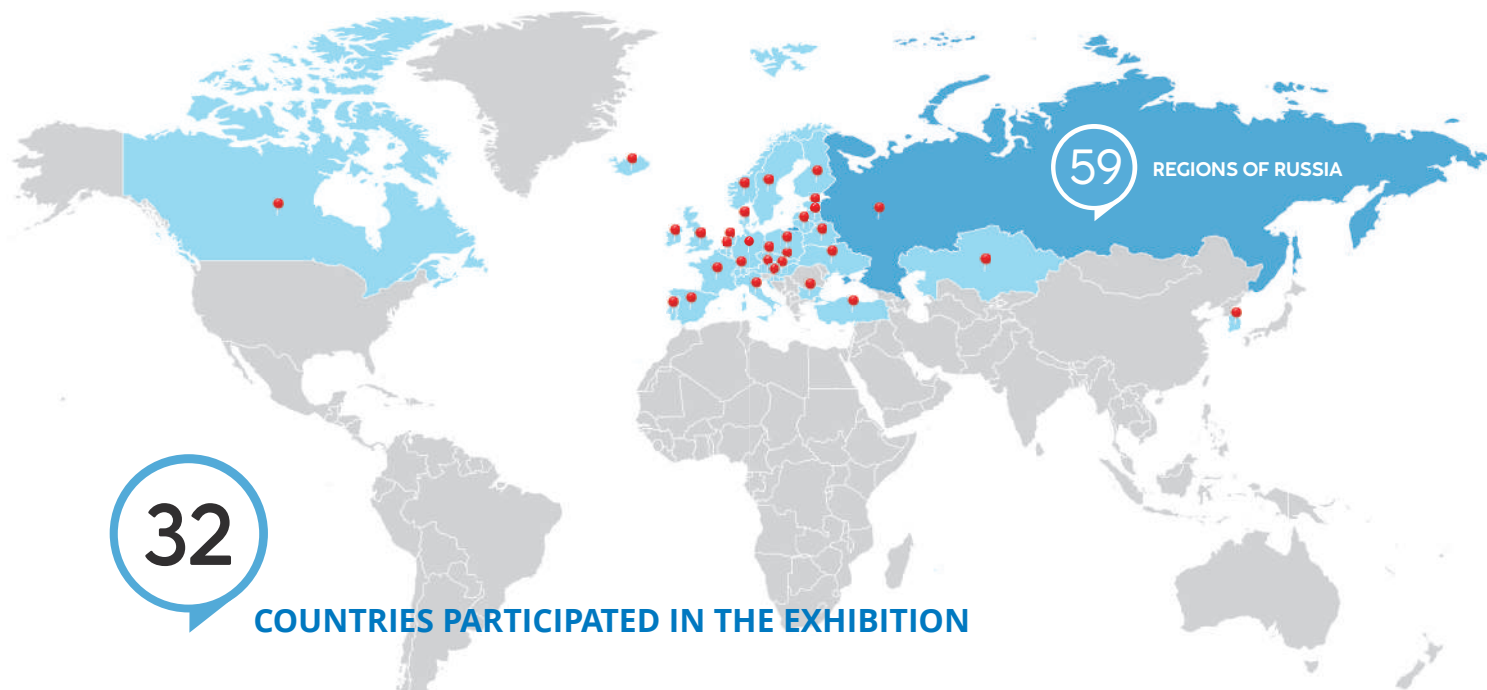 59 REGIONS OF RUSSIA
32
COUNTRIES PARTICIPATED IN THE EXHIBITION